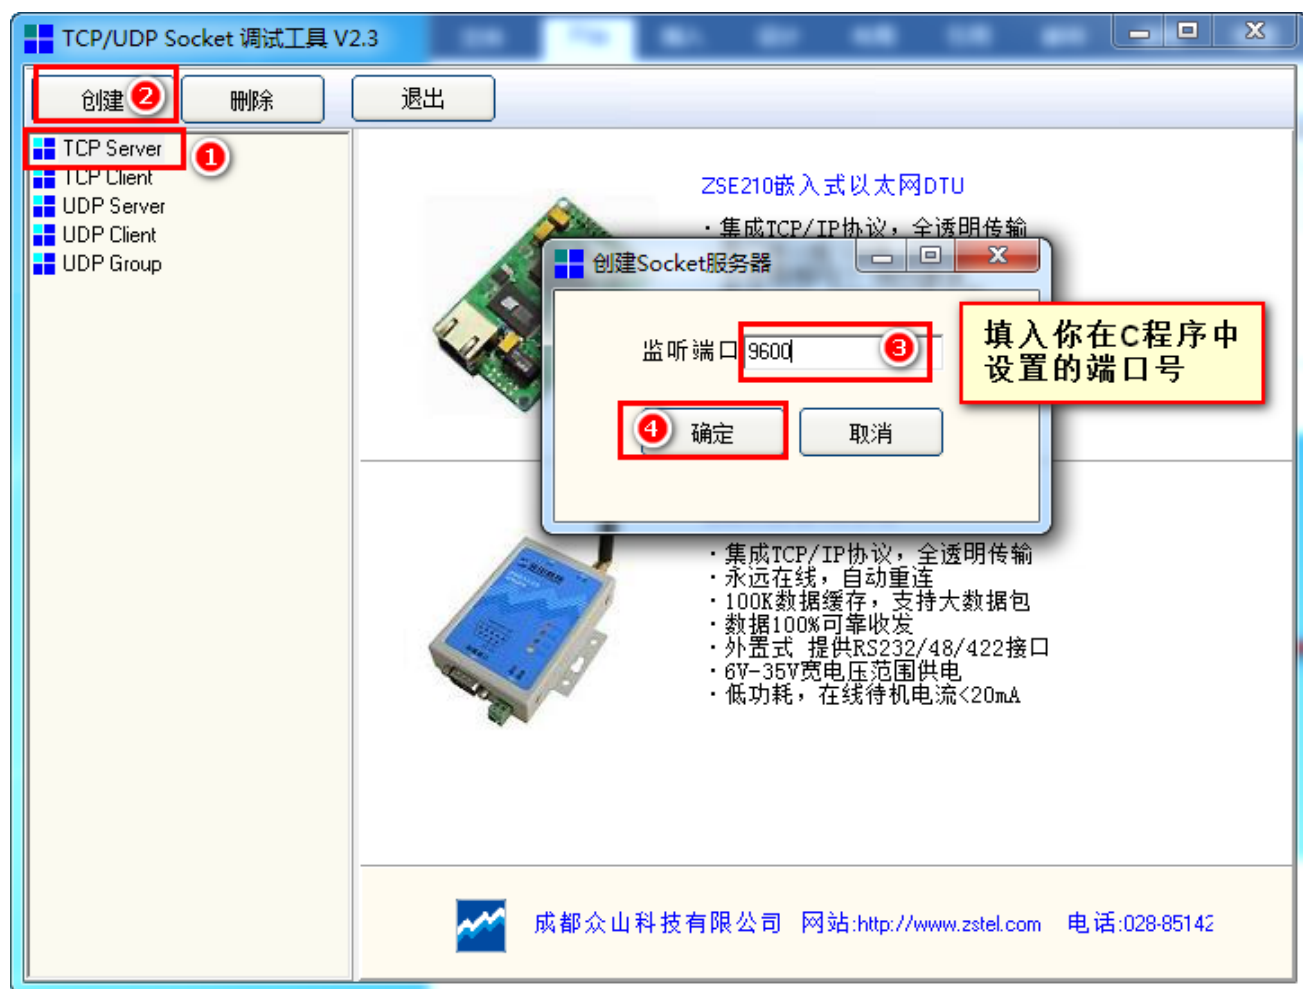 TCP/UDP Socket 调试工具 V2.3
创建 2
删除
退出
TCP Server
1
TCP Client
UDP Server
UDP Client
UDP Group
ZSE210嵌入式以太网DTU
·集成TCP/IP协议，全透明传输
创建Socket服务器
监听端口 9600 3
填入你在C程序中
设置的端口号
4 确定
取消
·集成TCP/IP协议，全透明传输
·永远在线，自动重连
·100K数据缓存，支持大数据包
·数据100%可靠收发
·外置式 提供RS232/48/422接口
·6V-35V宽电压范围供电
·低功耗，在线待机电流<20mA
成都众山科技有限公司 网站:http://www.zstel.com 电话:028-85142